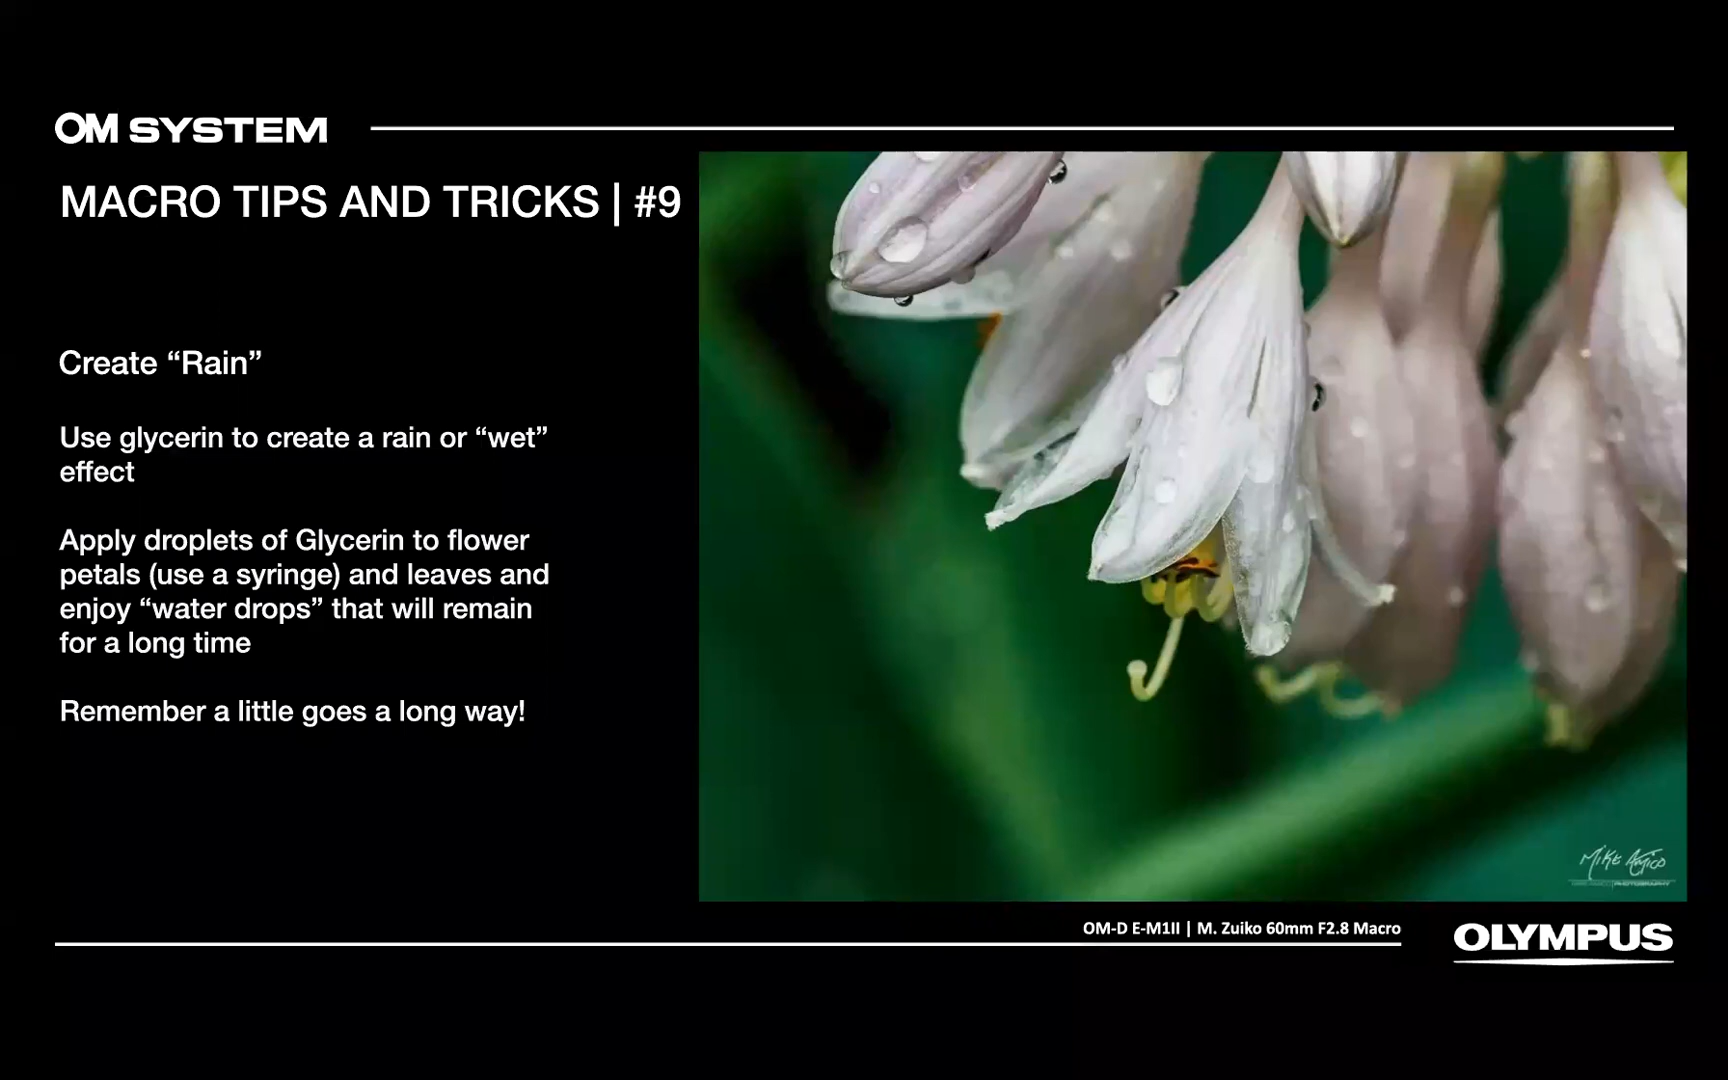 OM SYSTEM
MACRO TIPS AND TRICKS | #9
Create “Rain”
Use glycerin to create a rain or “wet”
effect
Apply droplets of Glycerin to flower
petals (use a syringe) and leaves and
enjoy “water drops” that will remain
for a long time
Remember a little goes a long way!
MIKE AMICO
OM-D E-M1II | M. Zuiko 60mm F2.8 Macro
OLYMPUS